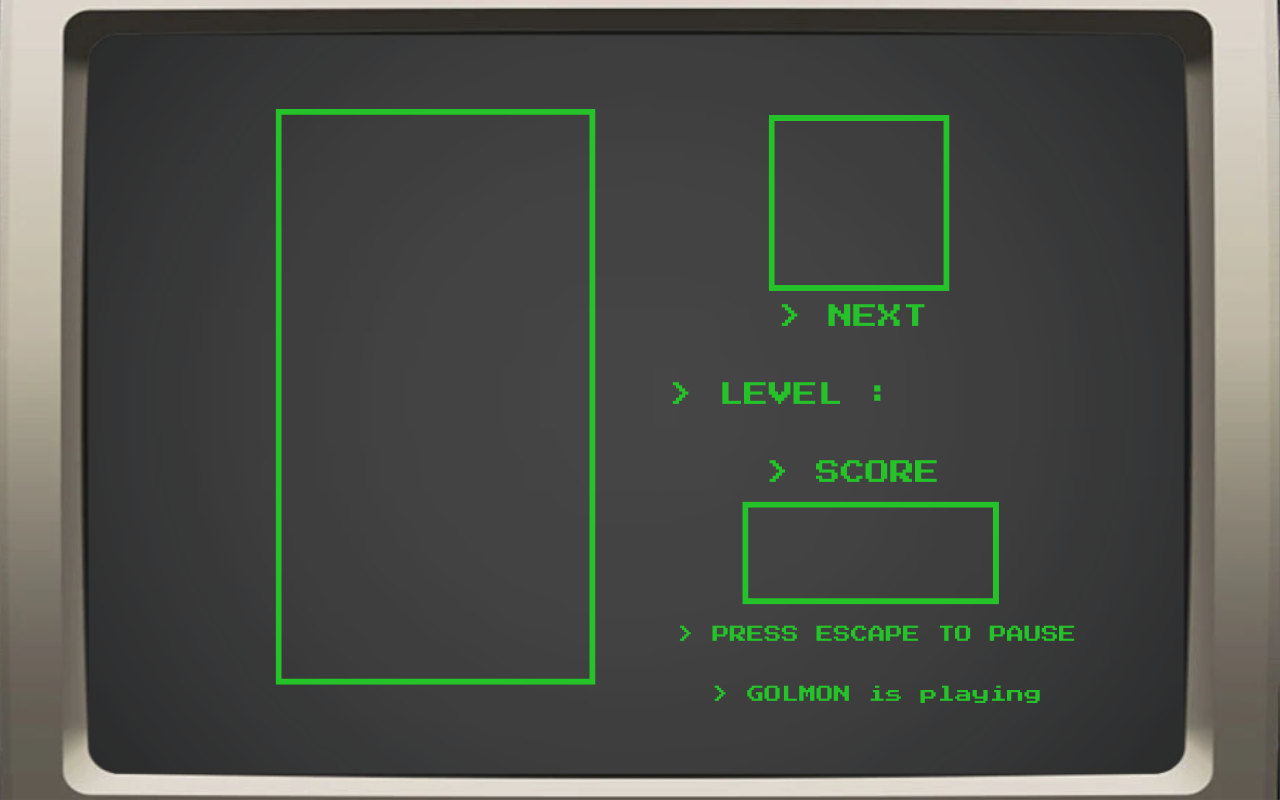 > NEXT
> LEVEL :
> SCORE
> PRESS ESCAPE TO PAUSE
> GOLMON is playing